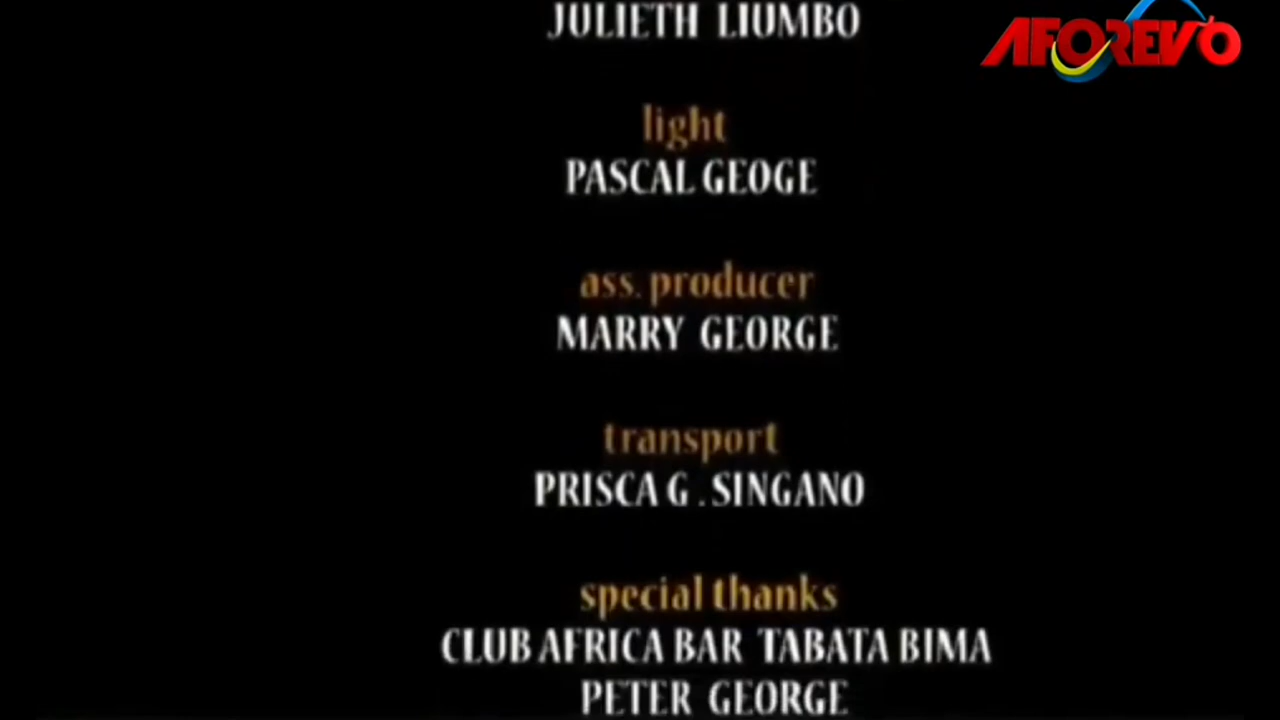 JULIETH LIUMBO
AFOREVO
light
PASCAL GEOGE
ass. producer
MARRY GEORGE
transport
PRISCA G . SINGANO
special thanks
CLUB AFRICA BAR TABATA BIMA
PETER GEORGE